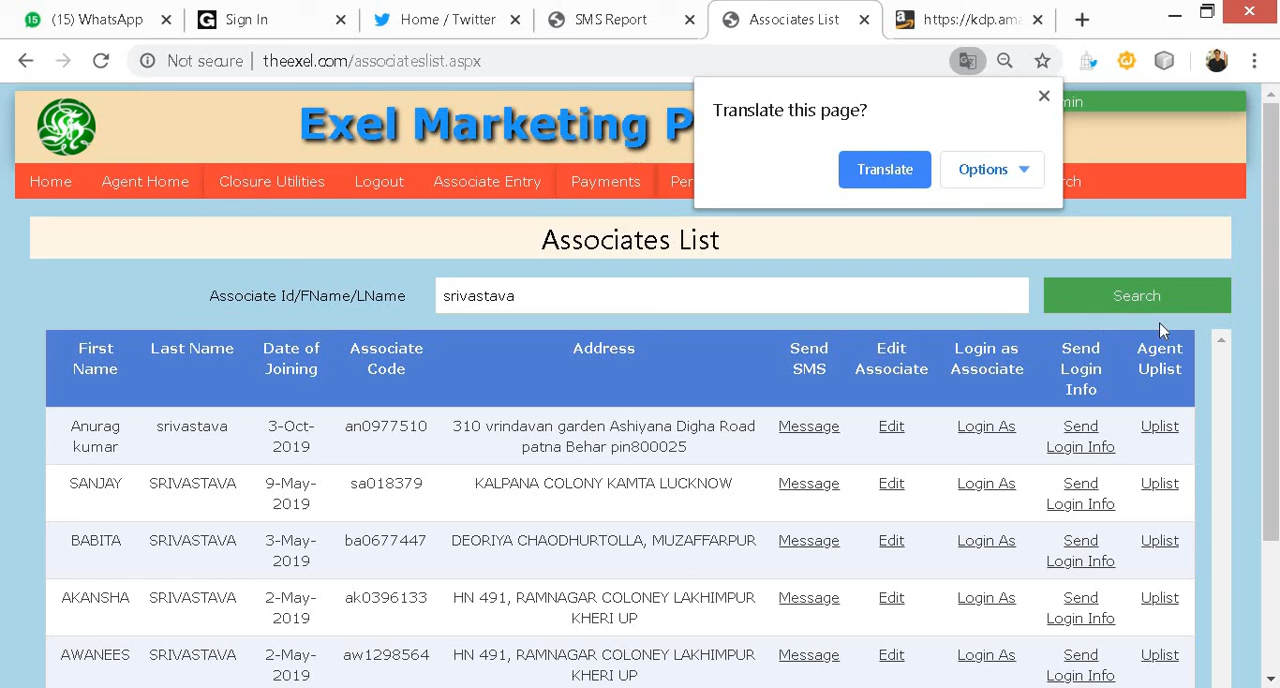 (15) WhatsApp
Sign In
Home / Twitter
SMS Report
Associates List
https://kdp.ama
Not secure | theexel.com/associateslist.aspx
Translate this page?
Translate
Options
Exel Marketing P
min
Home
Agent Home
Closure Utilities
Logout
Associate Entry
Payments
Per
rch
Associates List
Associate Id/FName/LName
srivastava
Search
First Name
Last Name
Date of Joining
Associate Code
Address
Send SMS
Edit Associate
Login as Associate
Send Login Info
Agent Uplist
Anurag kumar
srivastava
3-Oct-2019
an0977510
310 vrindavan garden Ashiyana Digha Road
patna Behar pin800025
Message
Edit
Login As
Send Login Info
Uplist
SANJAY
SRIVASTAVA
9-May-2019
sa018379
KALPANA COLONY KAMTA LUCKNOW
Message
Edit
Login As
Send Login Info
Uplist
BABITA
SRIVASTAVA
3-May-2019
ba0677447
DEORIYA CHAODHURTOLLA, MUZAFFARPUR
Message
Edit
Login As
Send Login Info
Uplist
AKANSHA
SRIVASTAVA
2-May-2019
ak0396133
HN 491, RAMNAGAR COLONEY LAKHIMPUR
KHERI UP
Message
Edit
Login As
Send Login Info
Uplist
AWANEES
SRIVASTAVA
2-May-2019
aw1298564
HN 491, RAMNAGAR COLONEY LAKHIMPUR
KHERI UP
Message
Edit
Login As
Send Login Info
Uplist